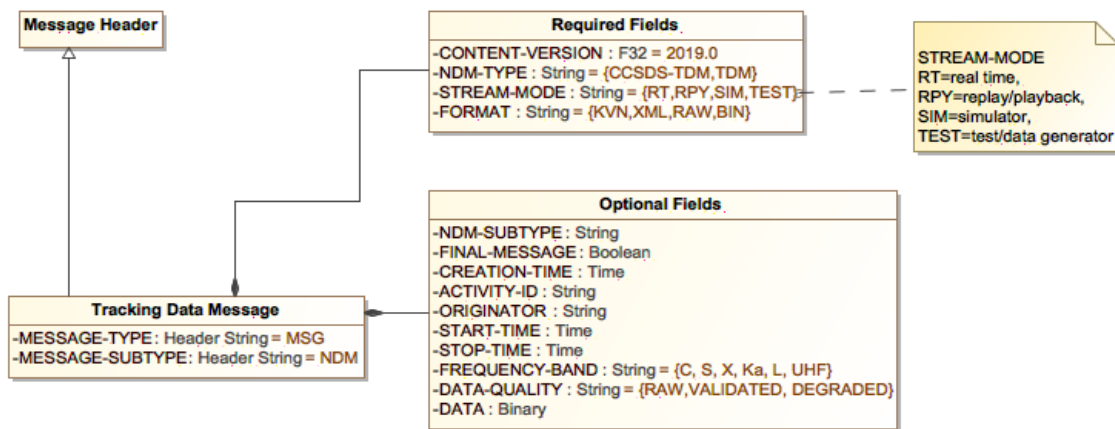 Message Header
Required Fields
-CONTENT-VERSION : F32 = 2019.0
-NDM-TYPE : String = {CCSDS-TDM,TDM}
-STREAM-MODE : String = {RT,RPY,SIM,TEST}
-FORMAT : String = {KVN,XML,RAW,BIN}
STREAM-MODE
RT=real time,
RPY=replay/playback,
SIM=simulator,
TEST=test/data generator
Optional Fields
-NDM-SUBTYPE : String
-FINAL-MESSAGE : Boolean
-CREATION-TIME : Time
-ACTIVITY-ID : String
-ORIGINATOR : String
-START-TIME : Time
-STOP-TIME : Time
-FREQUENCY-BAND : String = {C, S, X, Ka, L, UHF}
-DATA-QUALITY : String = {RAW,VALIDATED, DEGRADED}
-DATA : Binary
Tracking Data Message
-MESSAGE-TYPE : Header String = MSG
-MESSAGE-SUBTYPE : Header String = NDM